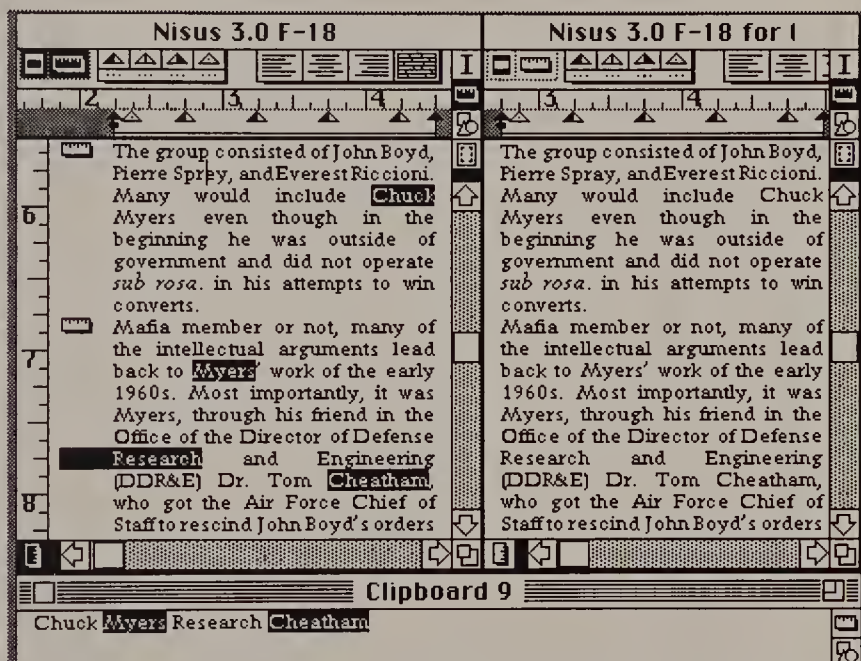 Nisus 3.0 F-18
2 3 4
6
7
8
The group consisted of John Boyd,
Pierre Sprey, and Everest Riccioni.
Many would include Chuck
Myers even though in the
beginning he was outside of
government and did not operate
sub rosa. in his attempts to win
converts.
Mafia member or not, many of
the intellectual arguments lead
back to Myers' work of the early
1960s. Most importantly, it was
Myers, through his friend in the
Office of the Director of Defense
Research and Engineering
(DDR&E) Dr. Tom Cheatham,
who got the Air Force Chief of
Staff to rescind John Boyd's orders
Nisus 3.0 F-18 for
3 4
The group consisted of John Boyd,
Pierre Spray, and Everest Riccioni.
Many would include Chuck
Myers even though in the
beginning he was outside of
government and did not operate
sub rosa. in his attempts to win
converts.
Mafia member or not, many of
the intellectual arguments lead
back to Myers' work of the early
1960s. Most importantly, it was
Myers, through his friend in the
Office of the Director of Defense
Research and Engineering
(DDR&E) Dr. Tom Cheatham,
who got the Air Force Chief of
Staff to rescind John Boyd's orders
Clipboard 9
Chuck Myers Research Cheatham